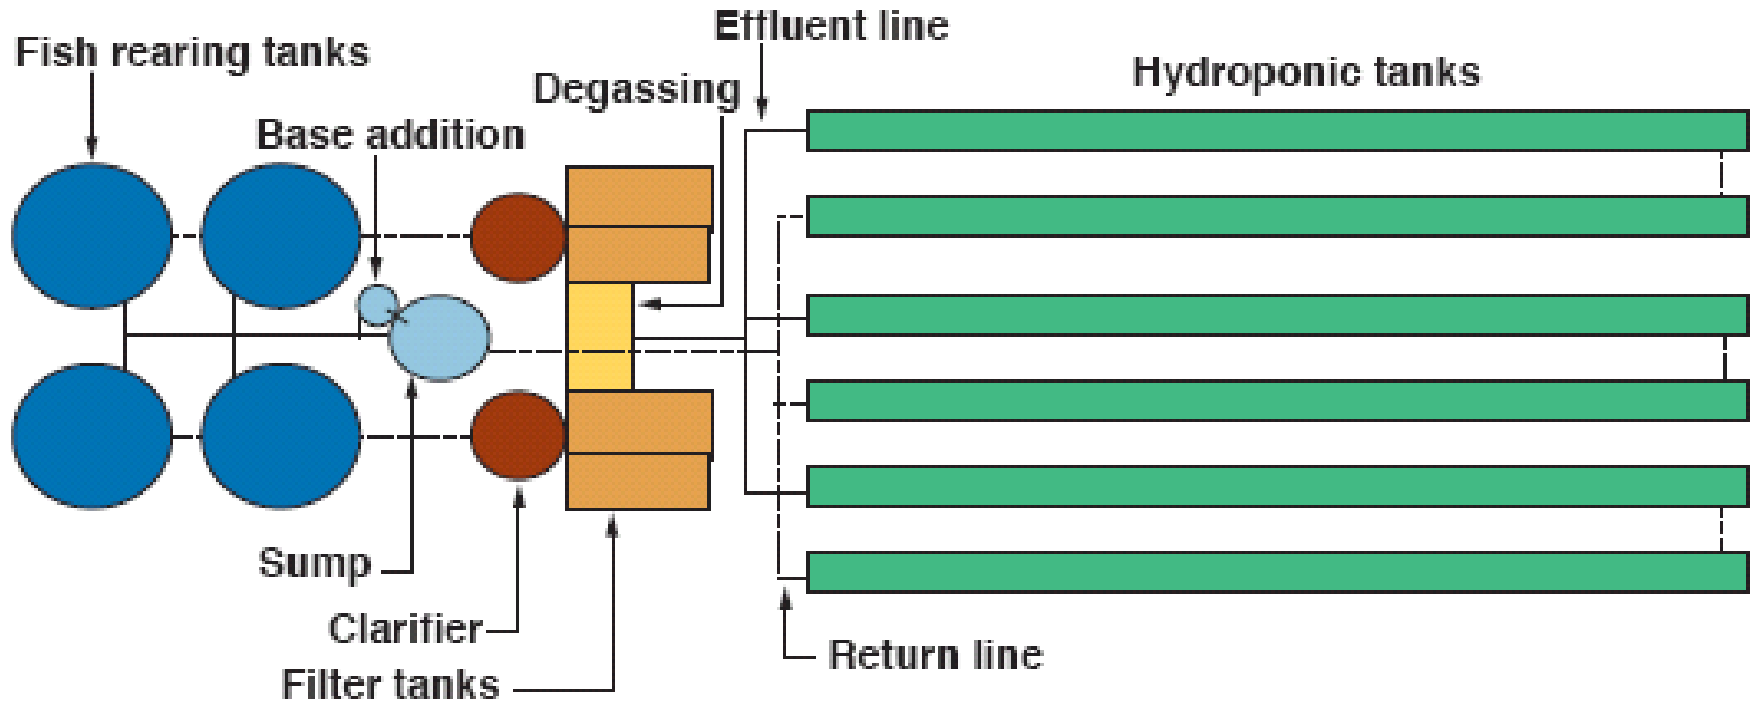 Effluent line
Fish rearing tanks
Hydroponic tanks
Degassing
Base addition
Sump
Clarifier
Return line
Filter tanks